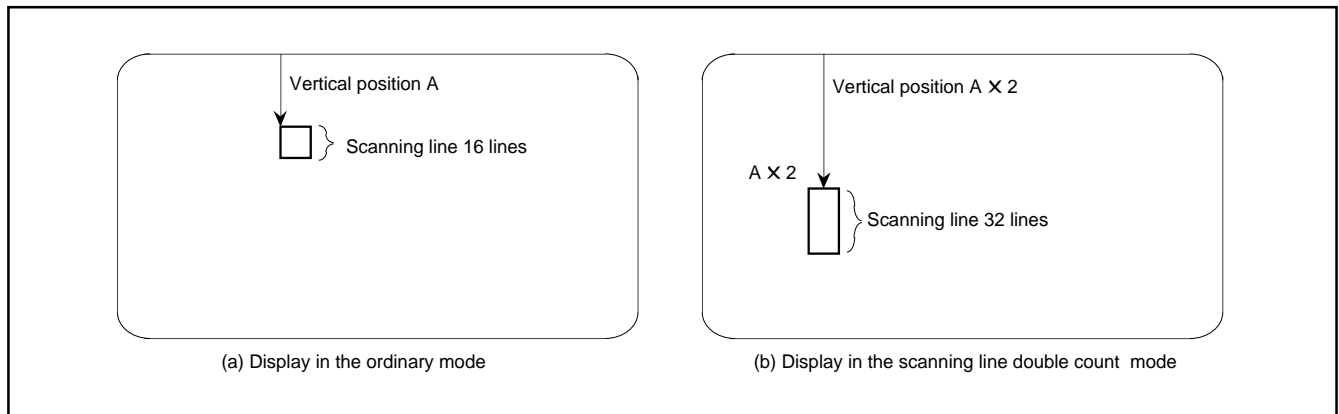 Vertical position A
Scanning line 16 lines
(a) Display in the ordinary mode
Vertical position A × 2
A × 2
Scanning line 32 lines
(b) Display in the scanning line double count mode